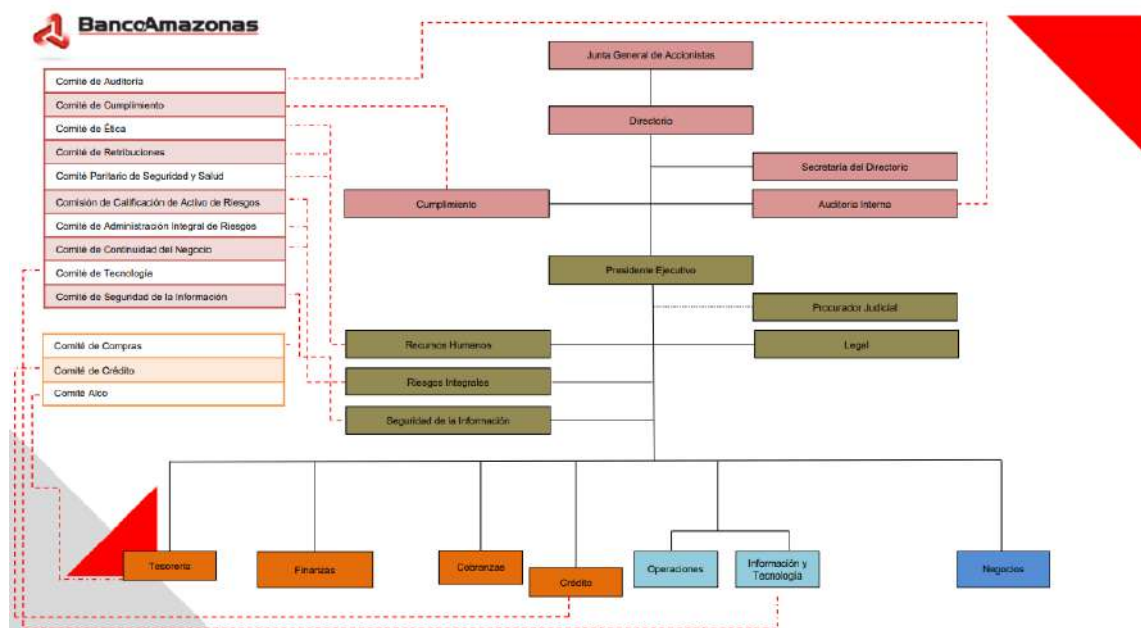 BancoAmazonas
Junta General de Accionistas
Comité de Auditoría
Comité de Cumplimiento
Comité de Ética
Comité de Retribuciones
Comité Paritario de Seguridad y Salud
Comisión de Calificación de Activo de Riesgos
Comité de Administración Integral de Riesgos
Comité de Continuidad del Negocio
Comité de Tecnología
Comité de Seguridad de la Información
Directorio
Secretaría del Directorio
Cumplimiento
Auditoría Interna
Presidente Ejecutivo
Procurador Judicial
Comité de Compras
Comité de Crédito
Comité Alco
Recursos Humanos
Legal
Riesgos Integrales
Seguridad de la Información
Tesorería
Finanzas
Cobranzas
Crédito
Operaciones
Información y
Tecnología
Negocios